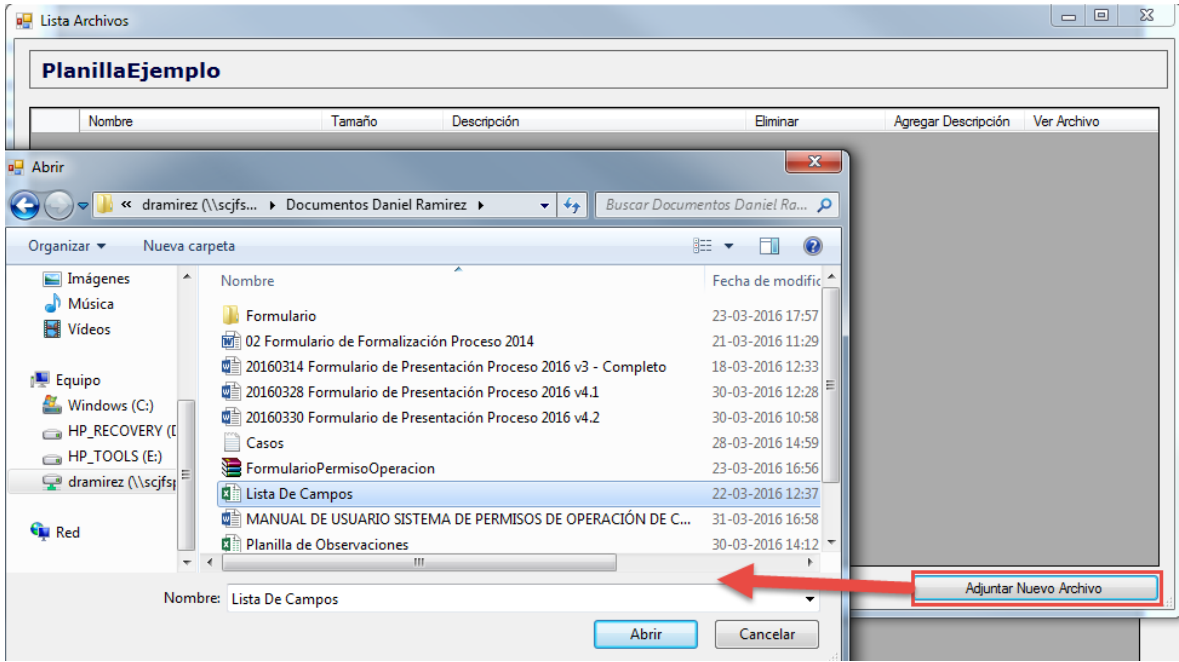 Lista Archivos
PlanillaEjemplo
Nombre Tamaño Descripción Eliminar Agregar Descripción Ver Archivo
Abrir
« dramirez (\\scjfs... Documentos Daniel Ramirez Buscar Documentos Daniel Ra...
Organizar Nueva carpeta
Imágenes
Música
Vídeos
Equipo
Windows (C:)
HP_RECOVERY (D
HP_TOOLS (E:)
dramirez (\\scjfsp
Red
Nombre Fecha de modific
Formulario 23-03-2016 17:57
02 Formulario de Formalización Proceso 2014 21-03-2016 11:29
20160314 Formulario de Presentación Proceso 2016 v3 - Completo 18-03-2016 12:33
20160328 Formulario de Presentación Proceso 2016 v4.1 30-03-2016 12:28
20160330 Formulario de Presentación Proceso 2016 v4.2 30-03-2016 10:58
Casos 28-03-2016 14:59
FormularioPermisoOperacion 23-03-2016 16:56
Lista De Campos 22-03-2016 12:37
MANUAL DE USUARIO SISTEMA DE PERMISOS DE OPERACIÓN DE C... 31-03-2016 16:58
Planilla de Observaciones 30-03-2016 14:12
Adjuntar Nuevo Archivo
Nombre: Lista De Campos
Abrir Cancelar